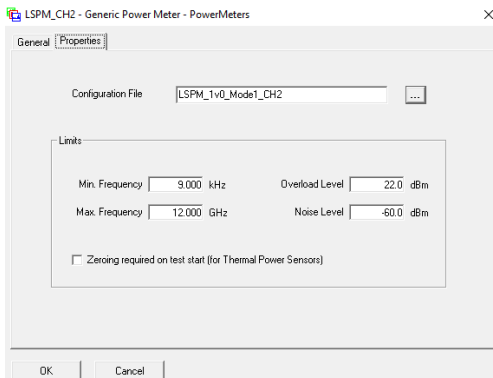 LSPM_CH2 - Generic Power Meter - PowerMeters
General Properties
Configuration File LSPM_1v0_Mode1_CH2 ...
Limits
Min. Frequency 9.000 kHz Overload Level 22.0 dBm
Max. Frequency 12.000 GHz Noise Level -60.0 dBm
Zeroing required on test start (for Thermal Power Sensors)
OK Cancel